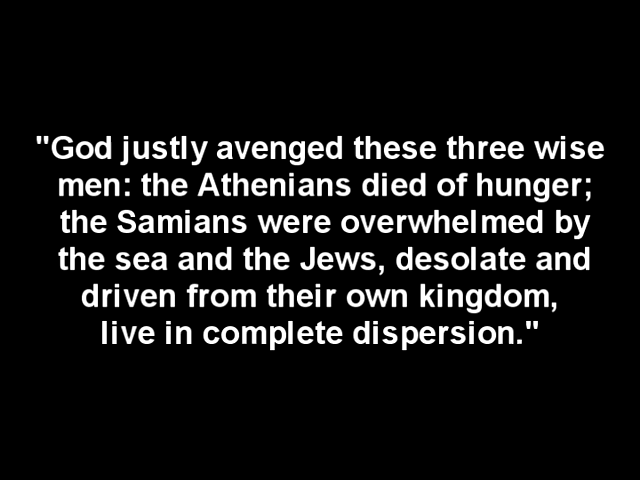 "God justly avenged these three wise
men: the Athenians died of hunger;
the Samians were overwhelmed by
the sea and the Jews, desolate and
driven from their own kingdom,
live in complete dispersion."